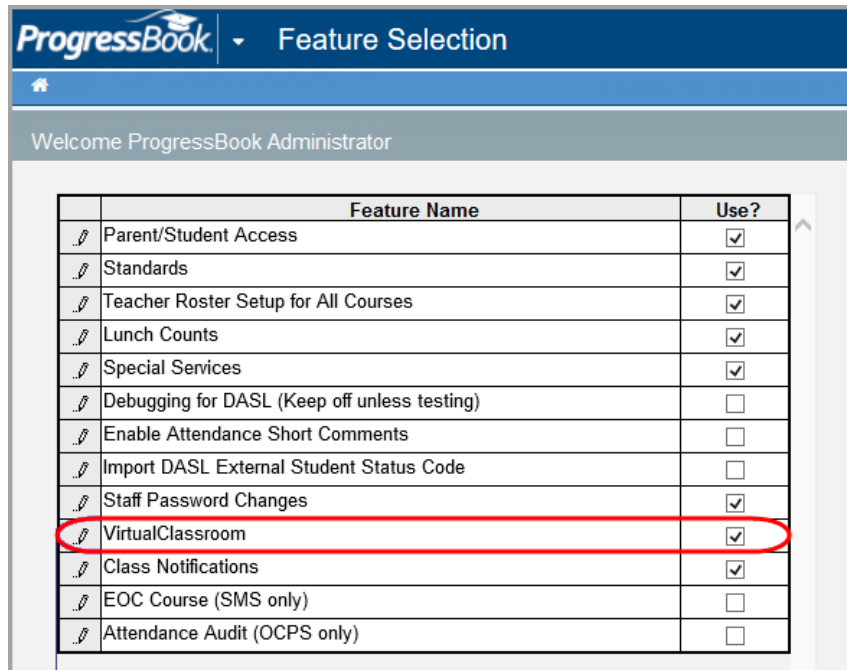 ProgressBook Feature Selection
Welcome ProgressBook Administrator
Feature Name Use?
Parent/Student Access
Standards
Teacher Roster Setup for All Courses
Lunch Counts
Special Services
Debugging for DASL (Keep off unless testing)
Enable Attendance Short Comments
Import DASL External Student Status Code
Staff Password Changes
VirtualClassroom
Class Notifications
EOC Course (SMS only)
Attendance Audit (OCPS only)